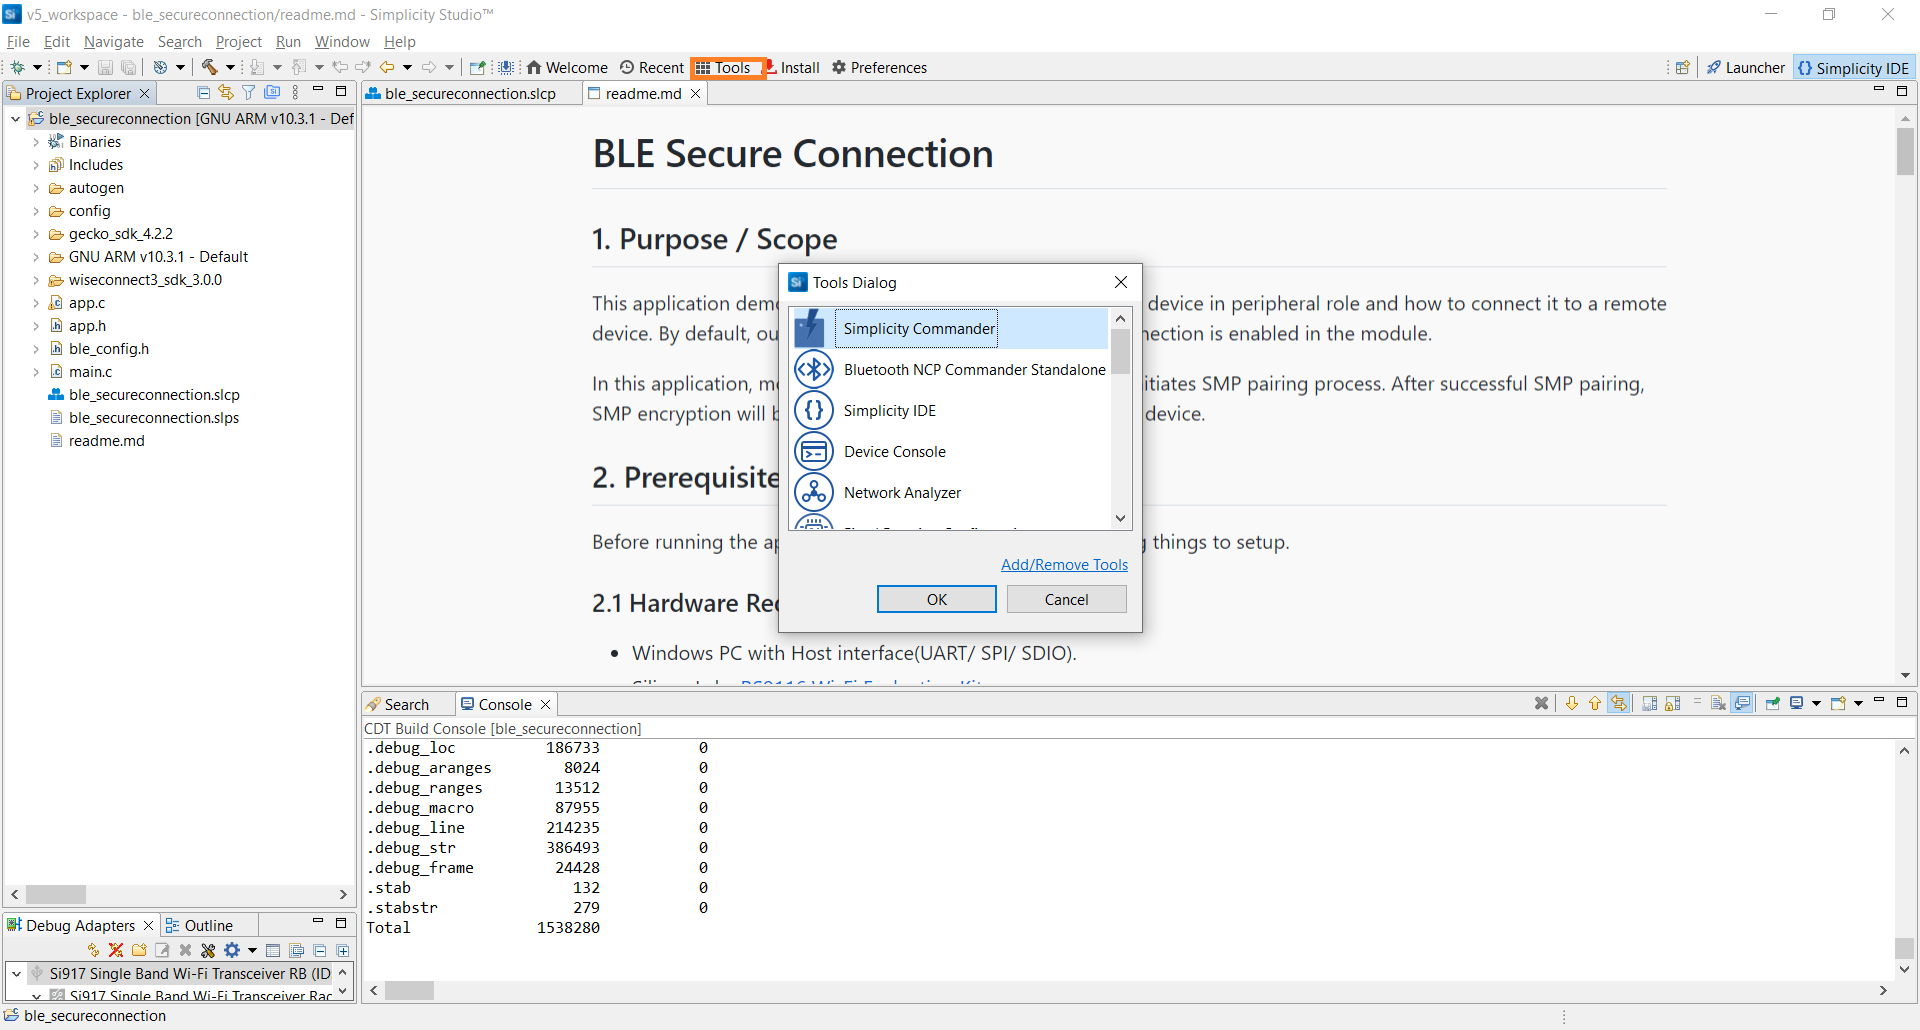 v5_workspace - ble_secureconnection/readme.md - Simplicity Studio™
File Edit Navigate Search Project Run Window Help
Welcome Recent Tools Install Preferences Launcher {} Simplicity IDE
Project Explorer
ble_secureconnection.slcp readme.md
ble_secureconnection [GNU ARM v10.3.1 - Def
Binaries
Includes
autogen
config
gecko_sdk_4.2.2
GNU ARM v10.3.1 - Default
wiseconnect3_sdk_3.0.0
app.c
app.h
ble_config.h
main.c
ble_secureconnection.slcp
ble_secureconnection.slps
readme.md
BLE Secure Connection
1. Purpose / Scope
This application demo device in peripheral role and how to connect it to a remote
device. By default, ou nection is enabled in the module.
In this application, mo itiates SMP pairing process. After successful SMP pairing,
SMP encryption will b device.
2. Prerequisite
Before running the ap g things to setup.
2.1 Hardware Rec
• Windows PC with Host interface(UART/ SPI/ SDIO).
Tools Dialog
Simplicity Commander
Bluetooth NCP Commander Standalone
Simplicity IDE
Device Console
Network Analyzer
Add/Remove Tools
OK Cancel
Search Console
CDT Build Console [ble_secureconnection]
.debug_loc 186733 0
.debug_aranges 8024 0
.debug_ranges 13512 0
.debug_macro 87955 0
.debug_line 214235 0
.debug_str 386493 0
.debug_frame 24428 0
.stab 132 0
.stabstr 279 0
Total 1538280
Debug Adapters Outline
Si917 Single Band Wi-Fi Transceiver RB (ID
Si917 Single Band Wi-Fi Transceiver Rac
ble_secureconnection